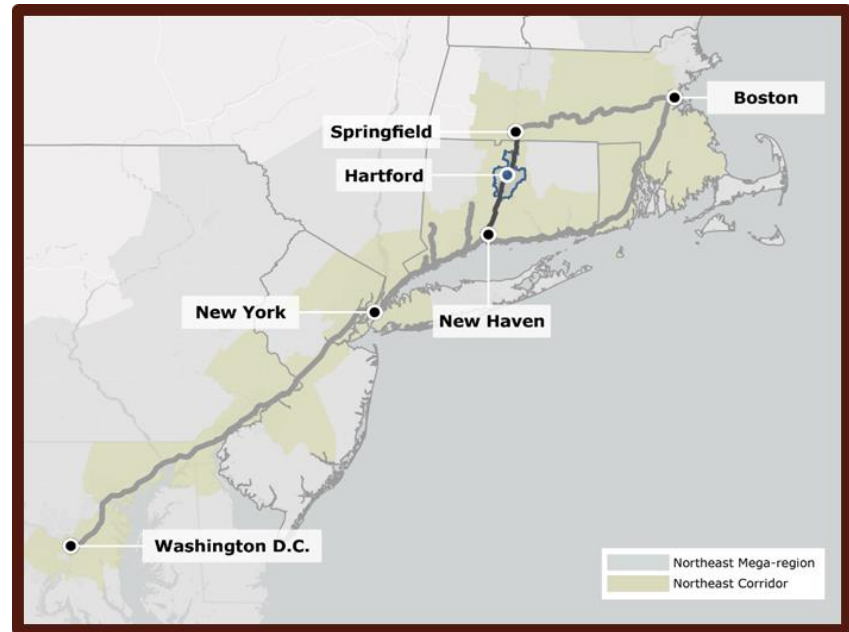 Boston
Springfield
Hartford
New York
New Haven
Washington D.C.
Northeast Mega-region
Northeast Corridor